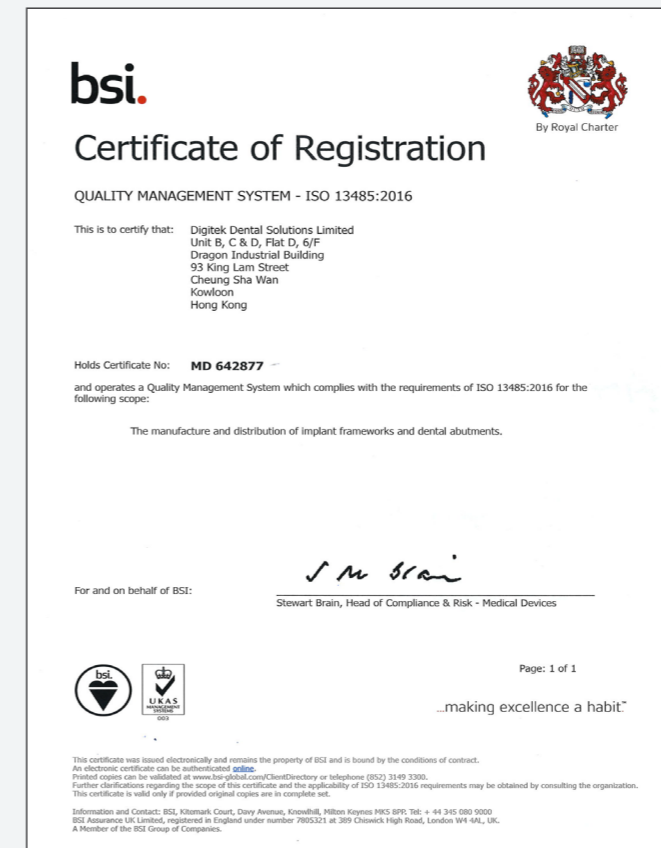 bsi.
By Royal Charter
Certificate of Registration
QUALITY MANAGEMENT SYSTEM - ISO 13485:2016
This is to certify that: Digitek Dental Solutions Limited
Unit B, C & D, Flat D, 6/F
Dragon Industrial Building
93 King Lam Street
Cheung Sha Wan
Kowloon
Hong Kong
Holds Certificate No: MD 642877
and operates a Quality Management System which complies with the requirements of ISO 13485:2016 for the
following scope:
The manufacture and distribution of implant frameworks and dental abutments.
For and on behalf of BSI:
Stewart Brain, Head of Compliance & Risk - Medical Devices
bsi.
UKAS
MANAGEMENT
SYSTEMS
003
Page: 1 of 1
...making excellence a habit.™
This certificate was issued electronically and remains the property of BSI and is bound by the conditions of contract.
An electronic certificate can be authenticated online.
Printed copies can be validated at www.bsi-global.com/ClientDirectory or telephone (852) 3149 3300.
Further clarifications regarding the scope of this certificate and the applicability of ISO 13485:2016 requirements may be obtained by consulting the organization.
This certificate is valid only if provided original copies are in complete set.
Information and Contact: BSI, Kitemark Court, Davy Avenue, Knowlhill, Milton Keynes MK5 8PP. Tel: + 44 345 080 9000
BSI Assurance UK Limited, registered in England under number 7805321 at 389 Chiswick High Road, London W4 4AL, UK.
A Member of the BSI Group of Companies.